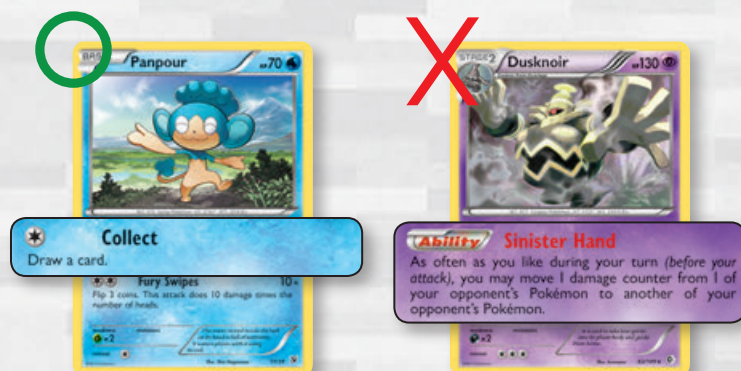 BASIC
Panpour
HP70
Collect
Draw a card.
Fury Swipes 10×
Flip 3 coins. This attack does 10 damage times the
number of heads.
×2
STAGE2
Dusknoir
HP130
Ability Sinister Hand
As often as you like during your turn (before your
attack), you may move 1 damage counter from 1 of
your opponent's Pokémon to another of your
opponent's Pokémon.
×2